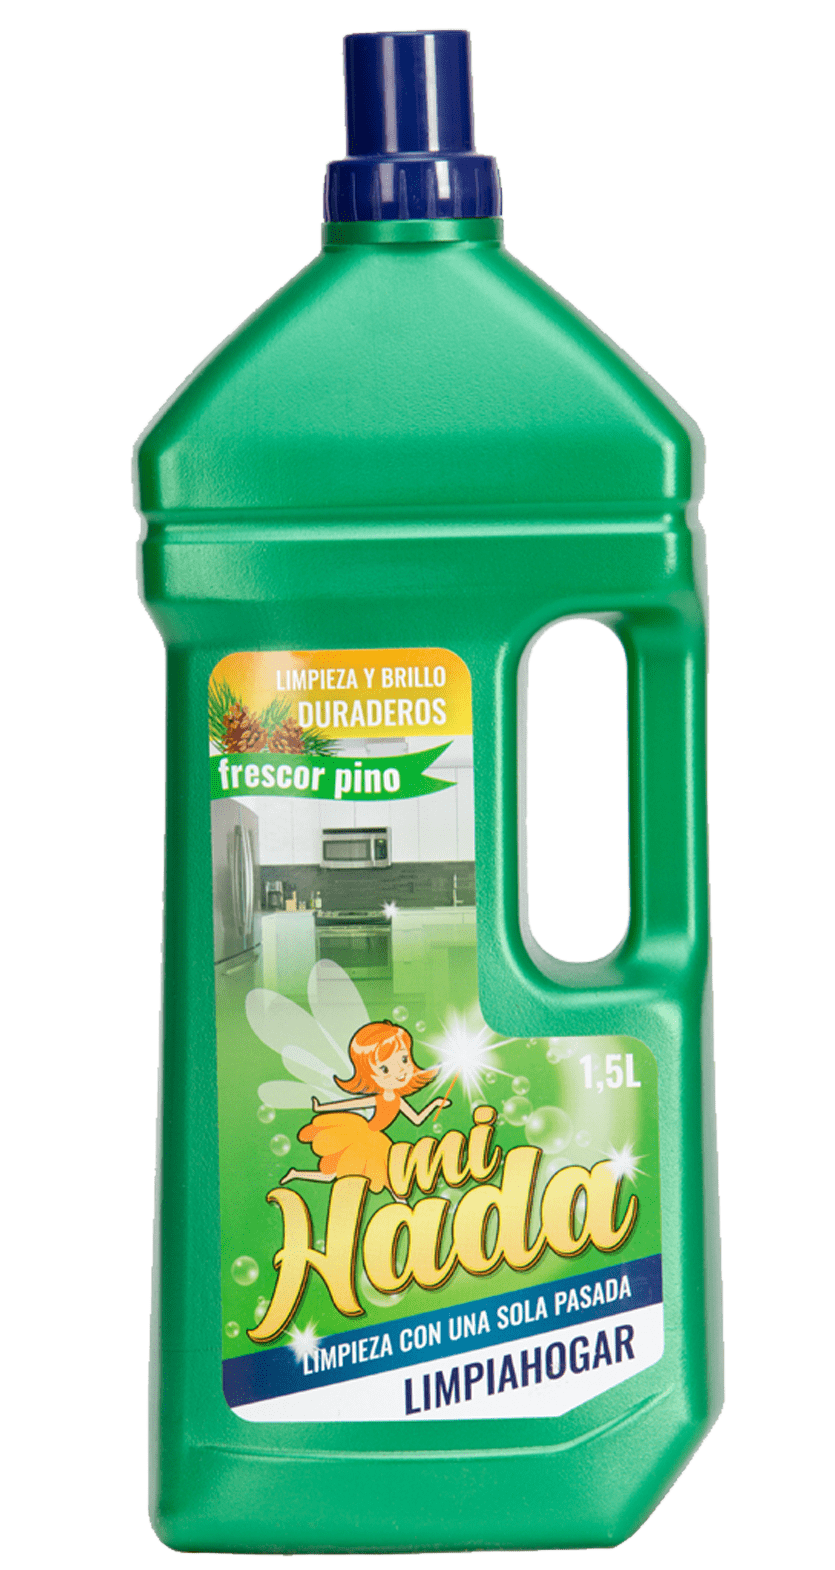 LIMPIEZA Y BRILLO
DURADEROS
frescor pino
1,5L
mi
Hada
LIMPIEZA CON UNA SOLA PASADA
LIMPIAHOGAR